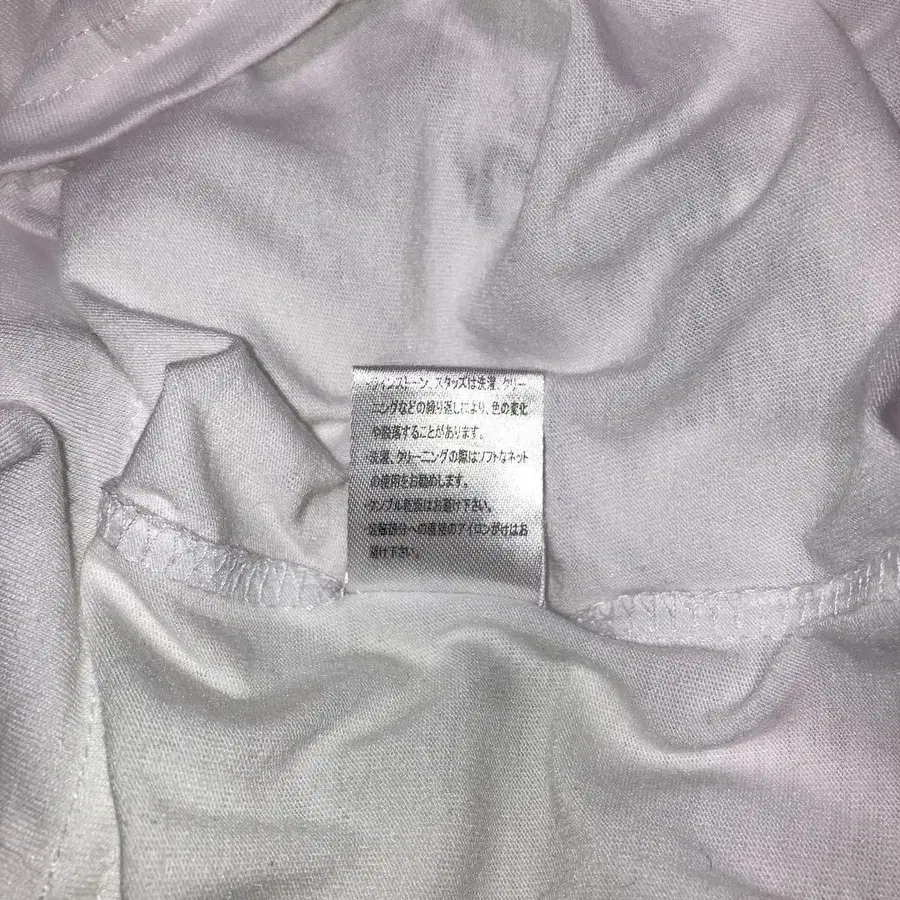 ・ラインストーン、スタッズは洗濯、クリー
ニングなどの繰り返しにより、色の変化
や脱落することがあります。
・洗濯、クリーニングの際はソフトなネット
の使用をお勧めします。
・タンブル乾燥はお避け下さい。
・接着部分への直接のアイロンがけはお
避け下さい。